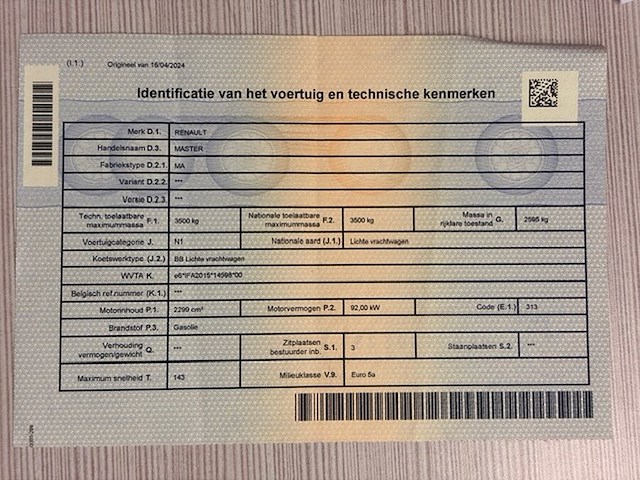 (I.1.) Origineel van 16/04/2024
Identificatie van het voertuig en technische kenmerken
Merk D.1. RENAULT
Handelsnaam D.3. MASTER
Fabriekstype D.2.1. MA
Variant D.2.2. ***
Versie D.2.3. ***
Techn. toelaatbare maximummassa F.1. 3500 kg Nationale toelaatbare maximummassa F.2. 3500 kg Massa in rijklare toestand G. 2595 kg
Voertuigcategorie J. N1 Nationale aard (J.1.) Lichte vrachtwagen
Koetswerktype (J.2.) BB Lichte vrachtwagen
WVTA K. e6*IFA2015*14598*00
Belgisch ref.nummer (K.1.) ***
Motorinhoud P.1. 2299 cm³ Motorvermogen P.2. 92,00 kW Code (E.1.) 313
Brandstof P.3. Gasolie
Verhouding vermogen/gewicht Q. *** Zitplaatsen bestuurder inb. S.1. 3 Staanplaatsen S.2. ***
Maximum snelheid T. 143 Milieuklasse V.9. Euro 5a